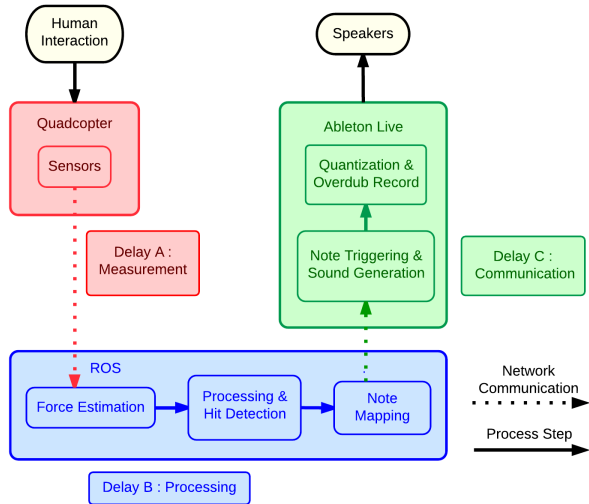 Human
Interaction
Speakers
Quadcopter
Sensors
Ableton Live
Quantization &
Overdub Record
Note Triggering &
Sound Generation
Delay A :
Measurement
Delay C :
Communication
ROS
Force Estimation
Processing &
Hit Detection
Note
Mapping
Network
Communication
Process Step
Delay B : Processing